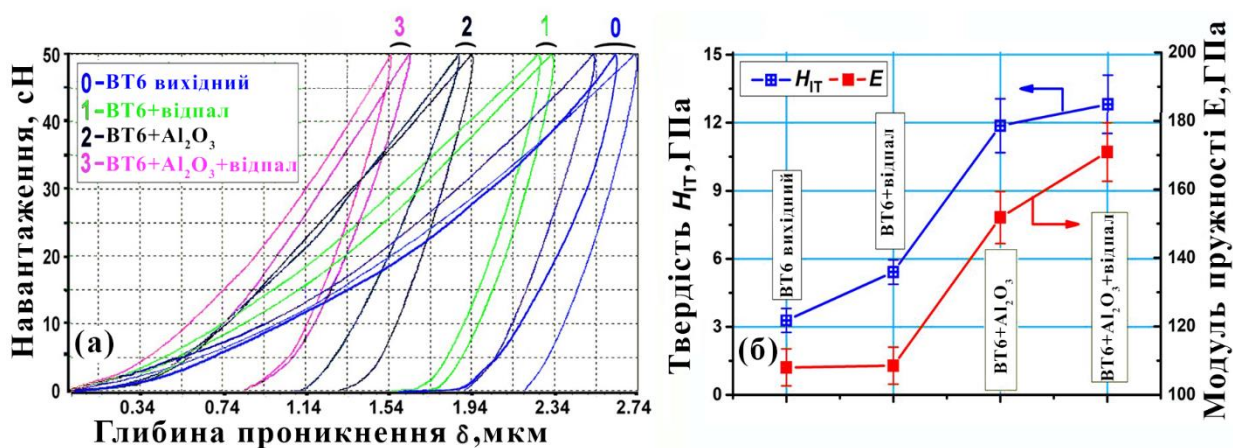 3 2 1 0
50
40
30
20
10
0
Навантаження, сН
0-ВТ6 вихідний
1-ВТ6+відпал
2-ВТ6+Al₂O₃
3-ВТ6+Al₂O₃+відпал
(а)
0.34 0.74 1.14 1.54 1.94 2.34 2.74
Глибина проникнення δ,мкм
15
12
9
6
3
0
Твердість HIT,ГПа
HIT E
ВТ6 вихідний
ВТ6+відпал
ВТ6+Al₂O₃
ВТ6+Al₂O₃+відпал
(б)
200
180
160
140
120
100
Модуль пружності Е,ГПа